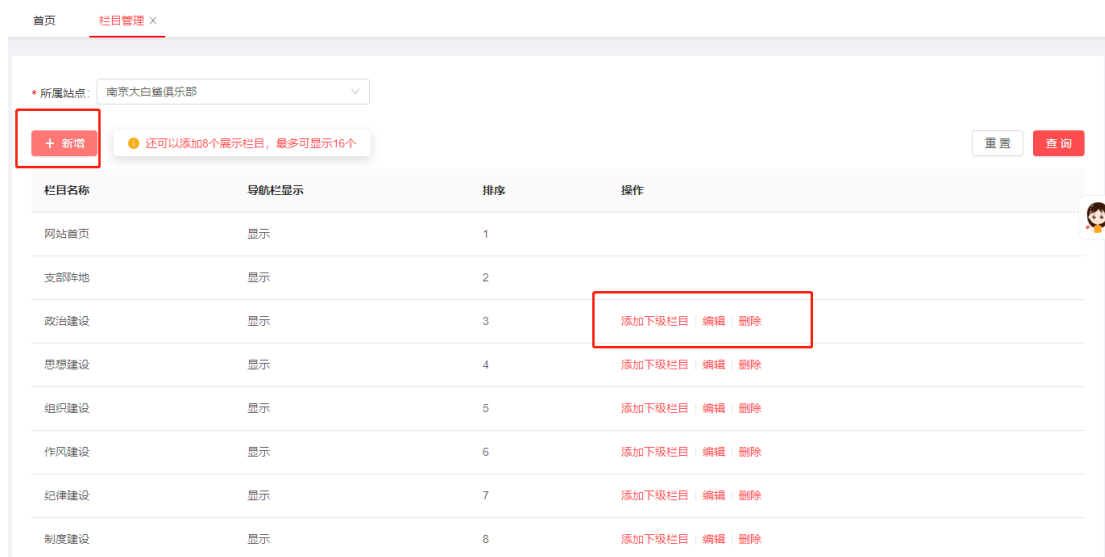 首页 栏目管理 ×
* 所属站点: 南京大白鲨俱乐部
+ 新增 还可以添加8个展示栏目，最多可显示16个 重置 查询
栏目名称 导航栏显示 排序 操作
网站首页 显示 1
支部阵地 显示 2
政治建设 显示 3 添加下级栏目 编辑 删除
思想建设 显示 4 添加下级栏目 编辑 删除
组织建设 显示 5 添加下级栏目 编辑 删除
作风建设 显示 6 添加下级栏目 编辑 删除
纪律建设 显示 7 添加下级栏目 编辑 删除
制度建设 显示 8 添加下级栏目 编辑 删除